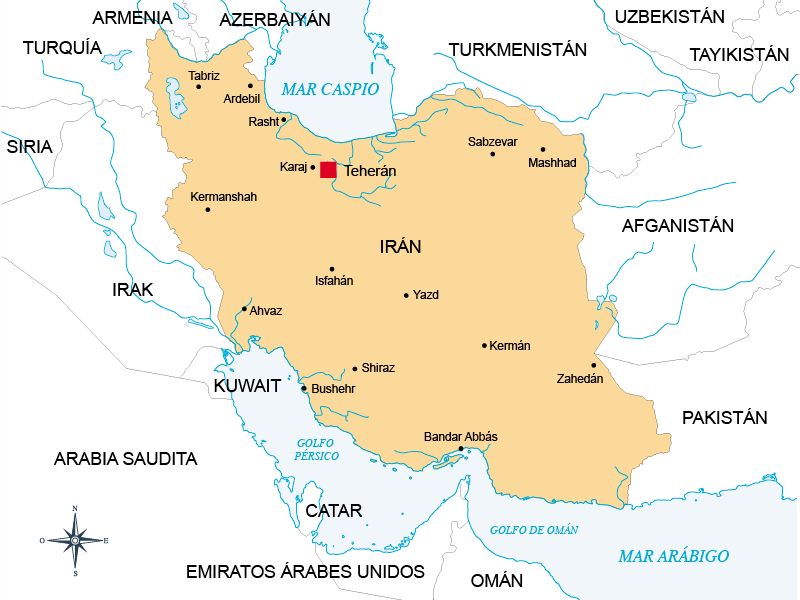 ARMENIA
AZERBAIYÁN
UZBEKISTÁN
TURQUÍA
TURKMENISTÁN
TAYIKISTÁN
Tabriz
MAR CASPIO
Ardebil
Rasht
SIRIA
Sabzevar
Mashhad
Karaj
Teherán
Kermanshah
AFGANISTÁN
IRÁN
Isfahán
IRAK
Yazd
Ahvaz
Kermán
Shiraz
Zahedán
KUWAIT
Bushehr
PAKISTÁN
Bandar Abbás
GOLFO
PÉRSICO
ARABIA SAUDITA
CATAR
N
O
E
S
GOLFO DE OMÁN
MAR ARÁBIGO
EMIRATOS ÁRABES UNIDOS
OMÁN